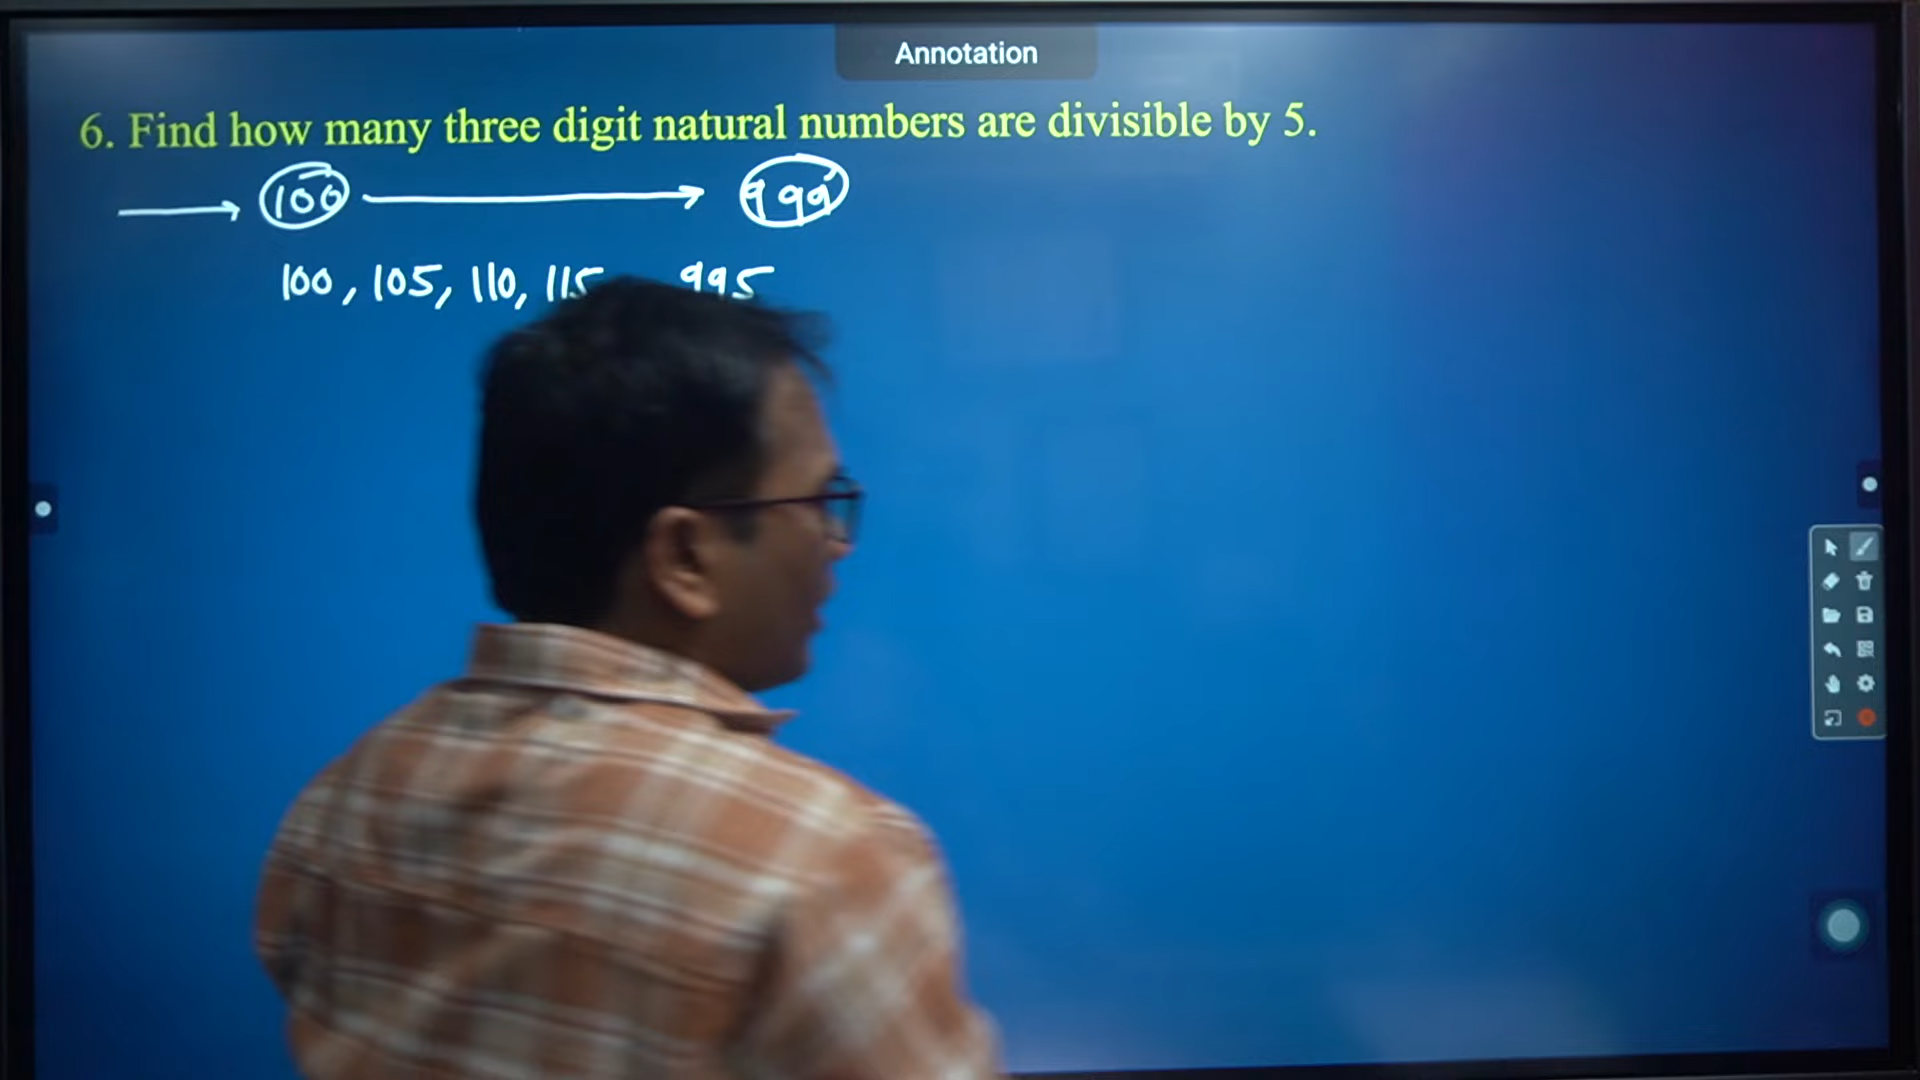 Annotation
6. Find how many three digit natural numbers are divisible by 5.
100 999
100, 105, 110, 115 995